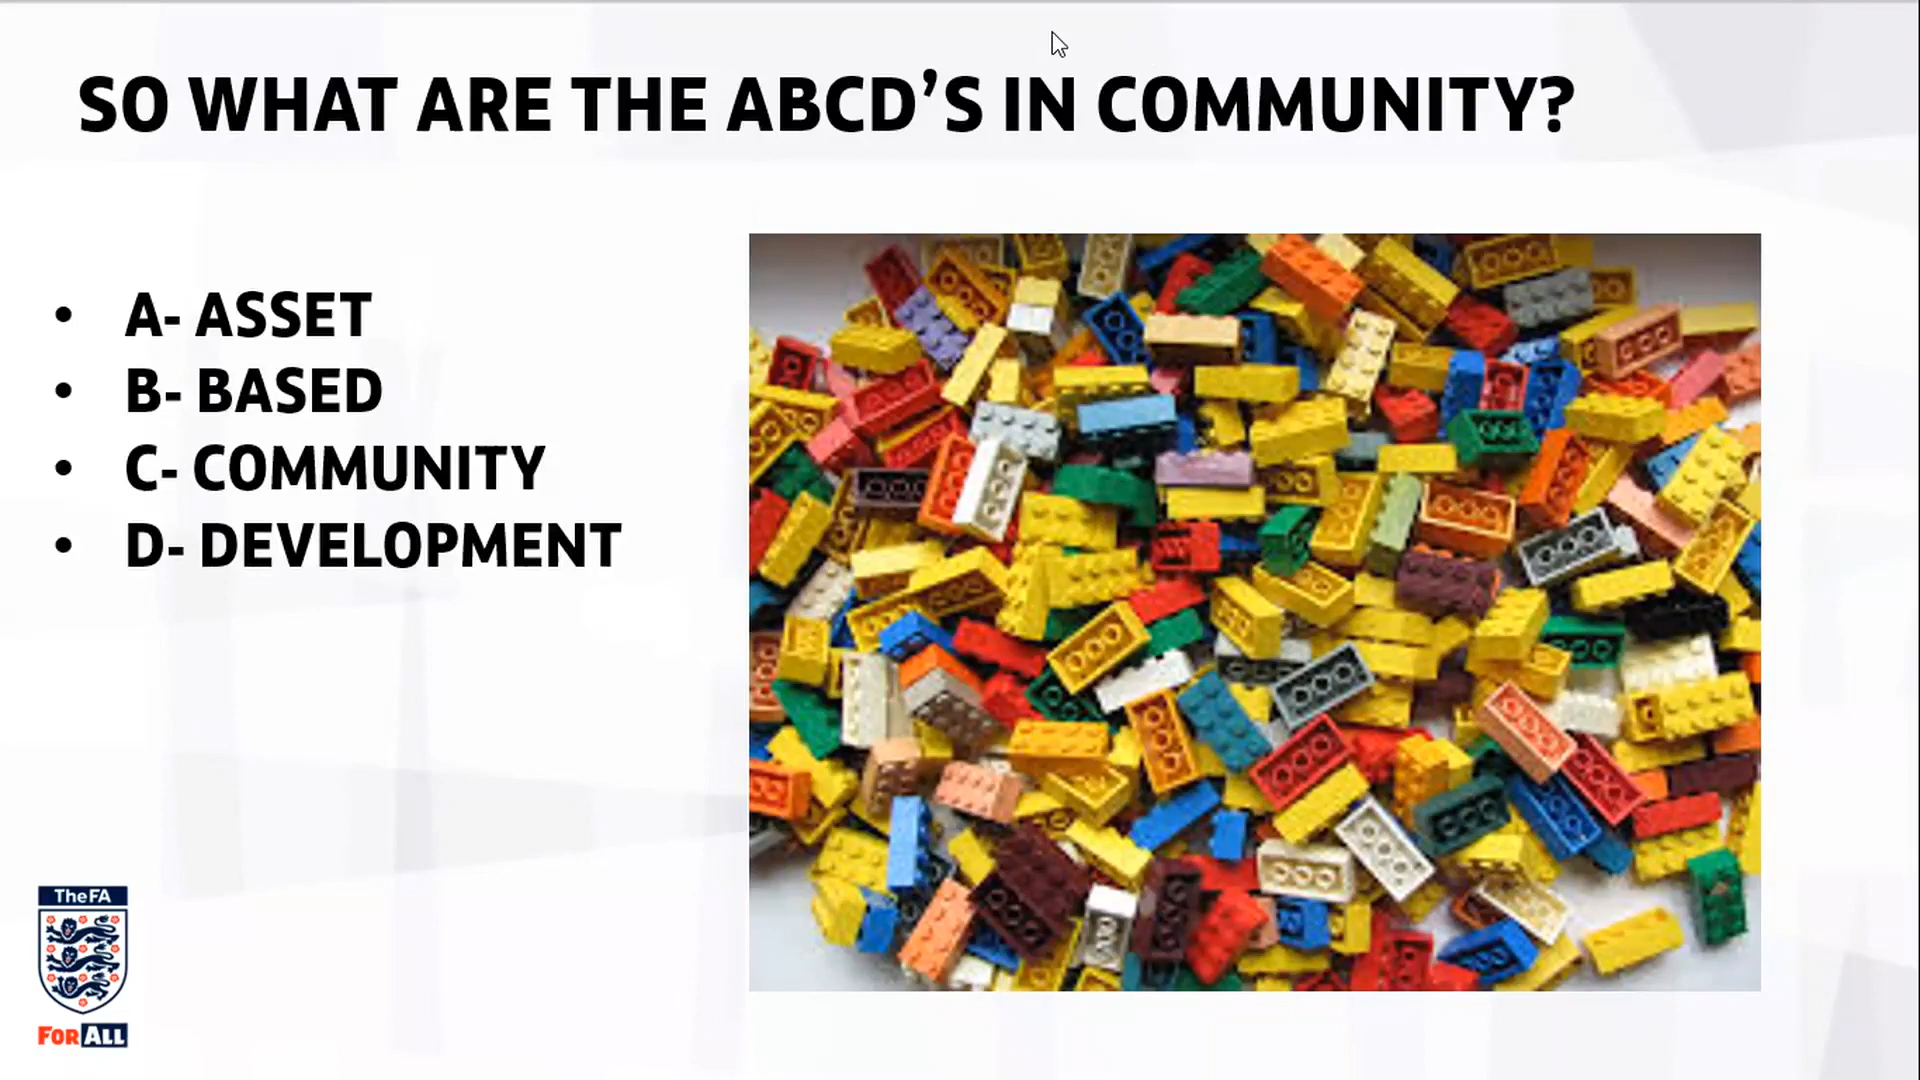 SO WHAT ARE THE ABCD’S IN COMMUNITY?
• A- ASSET
• B- BASED
• C- COMMUNITY
• D- DEVELOPMENT
The FA
FOR ALL